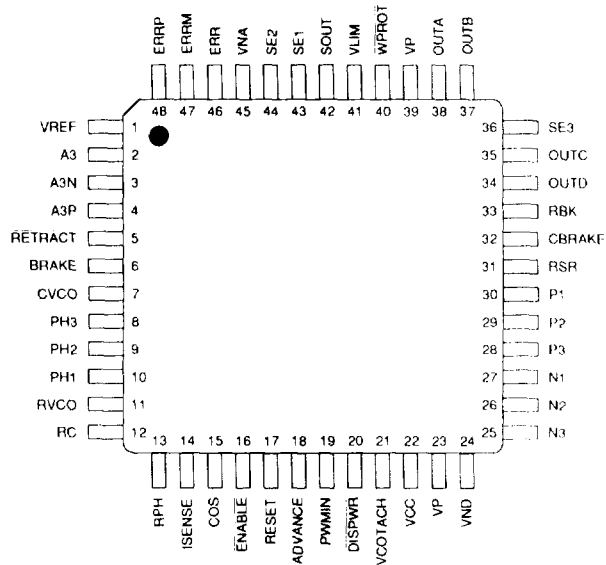 ERRP ERRM ERR VNA SE2 SE1 SOUT VLIM WPROT VP OUTA OUTB
48 47 46 45 44 43 42 41 40 39 38 37
VREF 1 36 SE3
A3 2 35 OUTC
A3N 3 34 OUTD
A3P 4 33 RBK
RETRACT 5 32 CBRAKE
BRAKE 6 31 RSR
CVCO 7 30 P1
PH3 8 29 P2
PH2 9 28 P3
PH1 10 27 N1
RVCO 11 26 N2
RC 12 25 N3
13 14 15 16 17 18 19 20 21 22 23 24
RPH ISENSE COS ENABLE RESET ADVANCE PWMIN DISPWR VCOTACH VCC VP VND